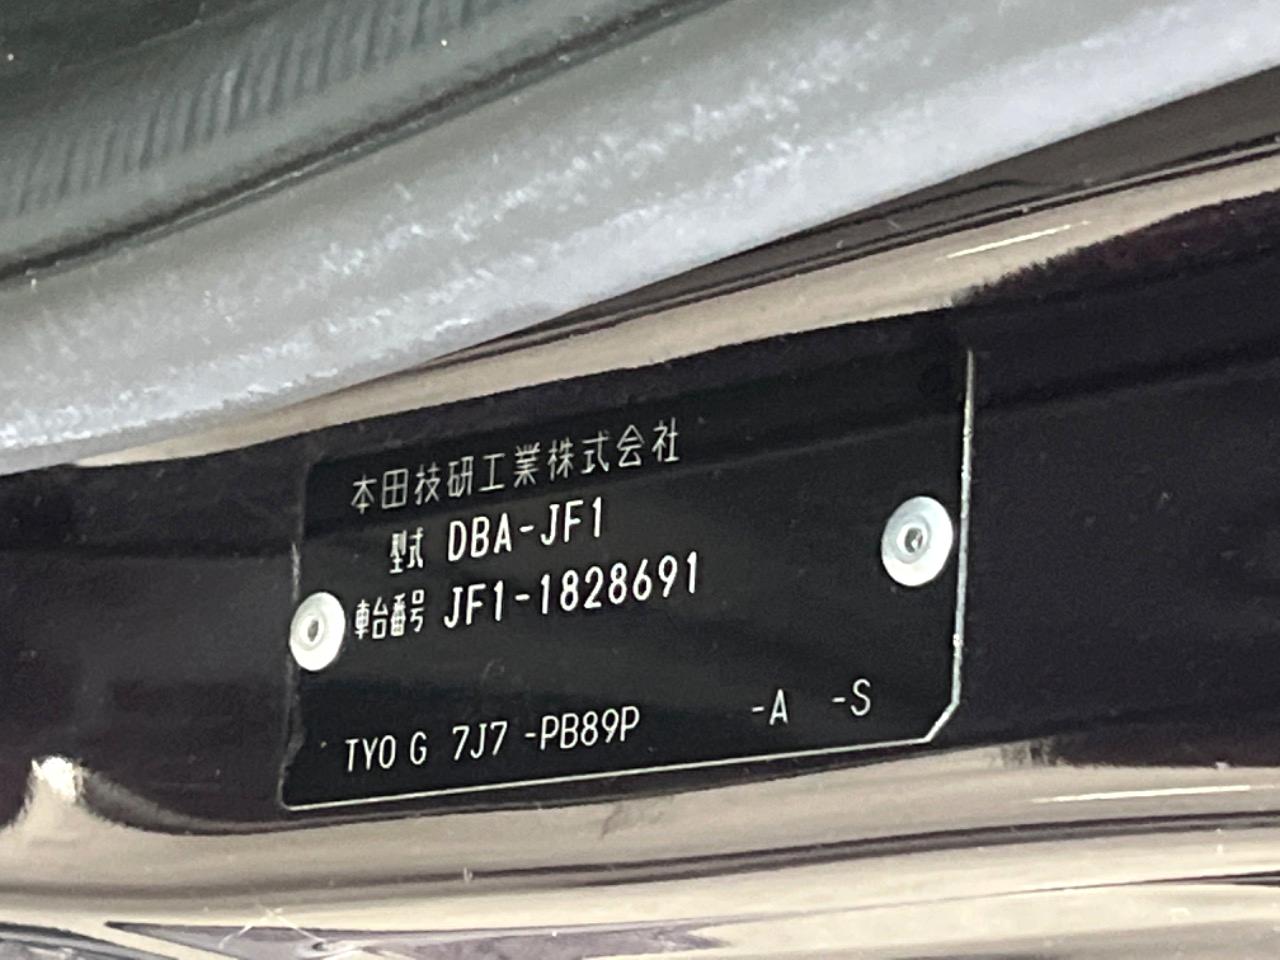 本田技研工業株式会社
型式 DBA-JF1
車台番号 JF1-1828691
TYO G 7J7 -PB89P -A -S